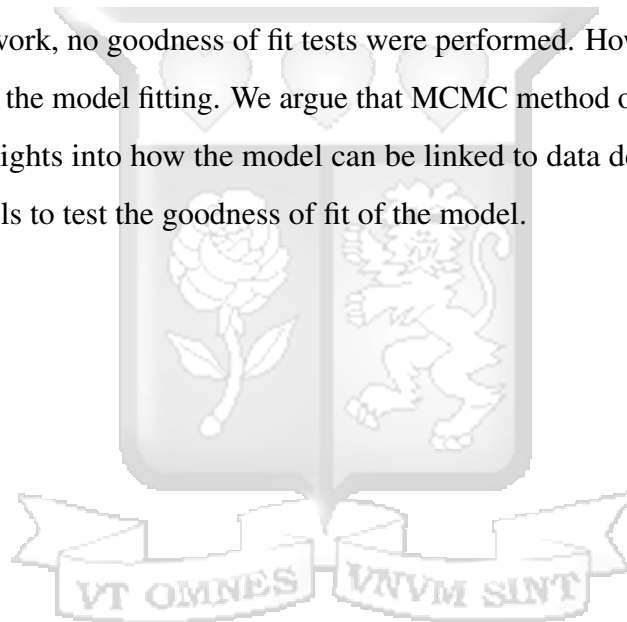 work, no goodness of fit tests were performed. How
the model fitting. We argue that MCMC method o
ights into how the model can be linked to data de
ls to test the goodness of fit of the model.
VT OMNES VNVM SINT